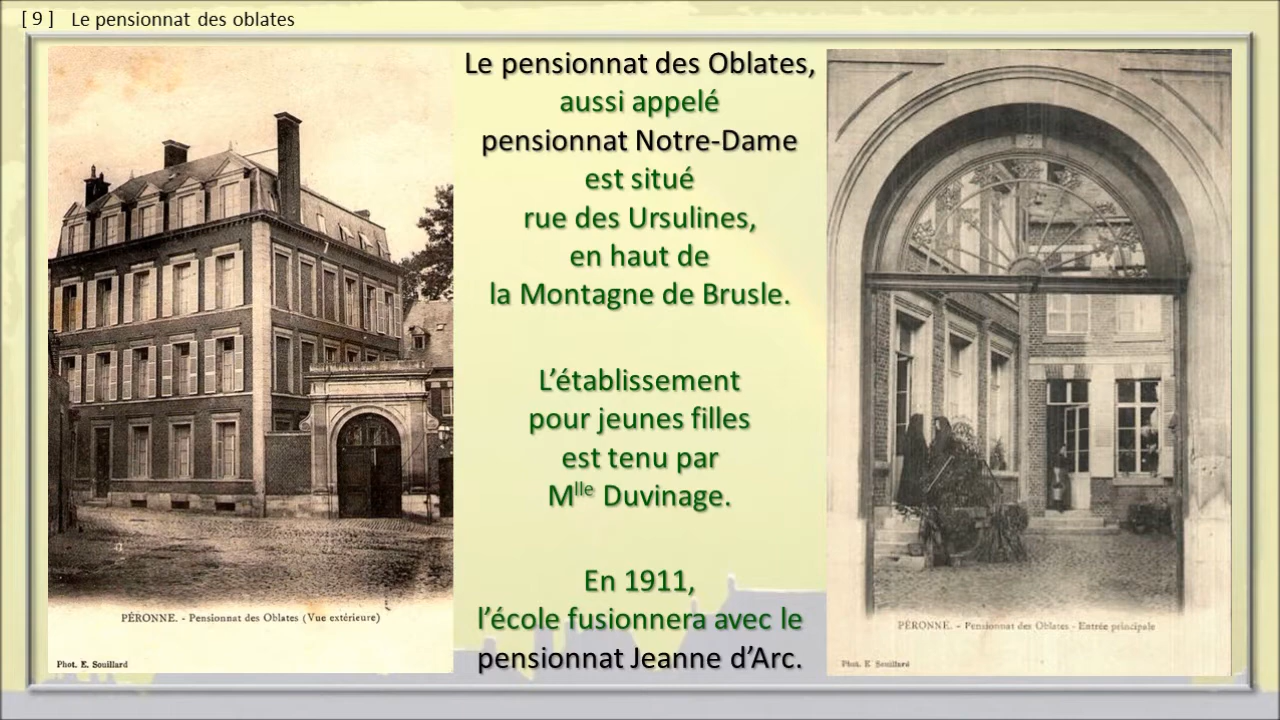 [ 9 ] Le pensionnat des oblates
Le pensionnat des Oblates,
aussi appelé
pensionnat Notre-Dame
est situé
rue des Ursulines,
en haut de
la Montagne de Brusle.
L’établissement
pour jeunes filles
est tenu par
Mlle Duvinage.
En 1911,
l’école fusionnera avec le
pensionnat Jeanne d’Arc.
PÉRONNE. - Pensionnat des Oblates (Vue extérieure)
Phot. E. Souillard
PÉRONNE. - Pensionnat des Oblates - Entrée principale
Phot. E Souillard